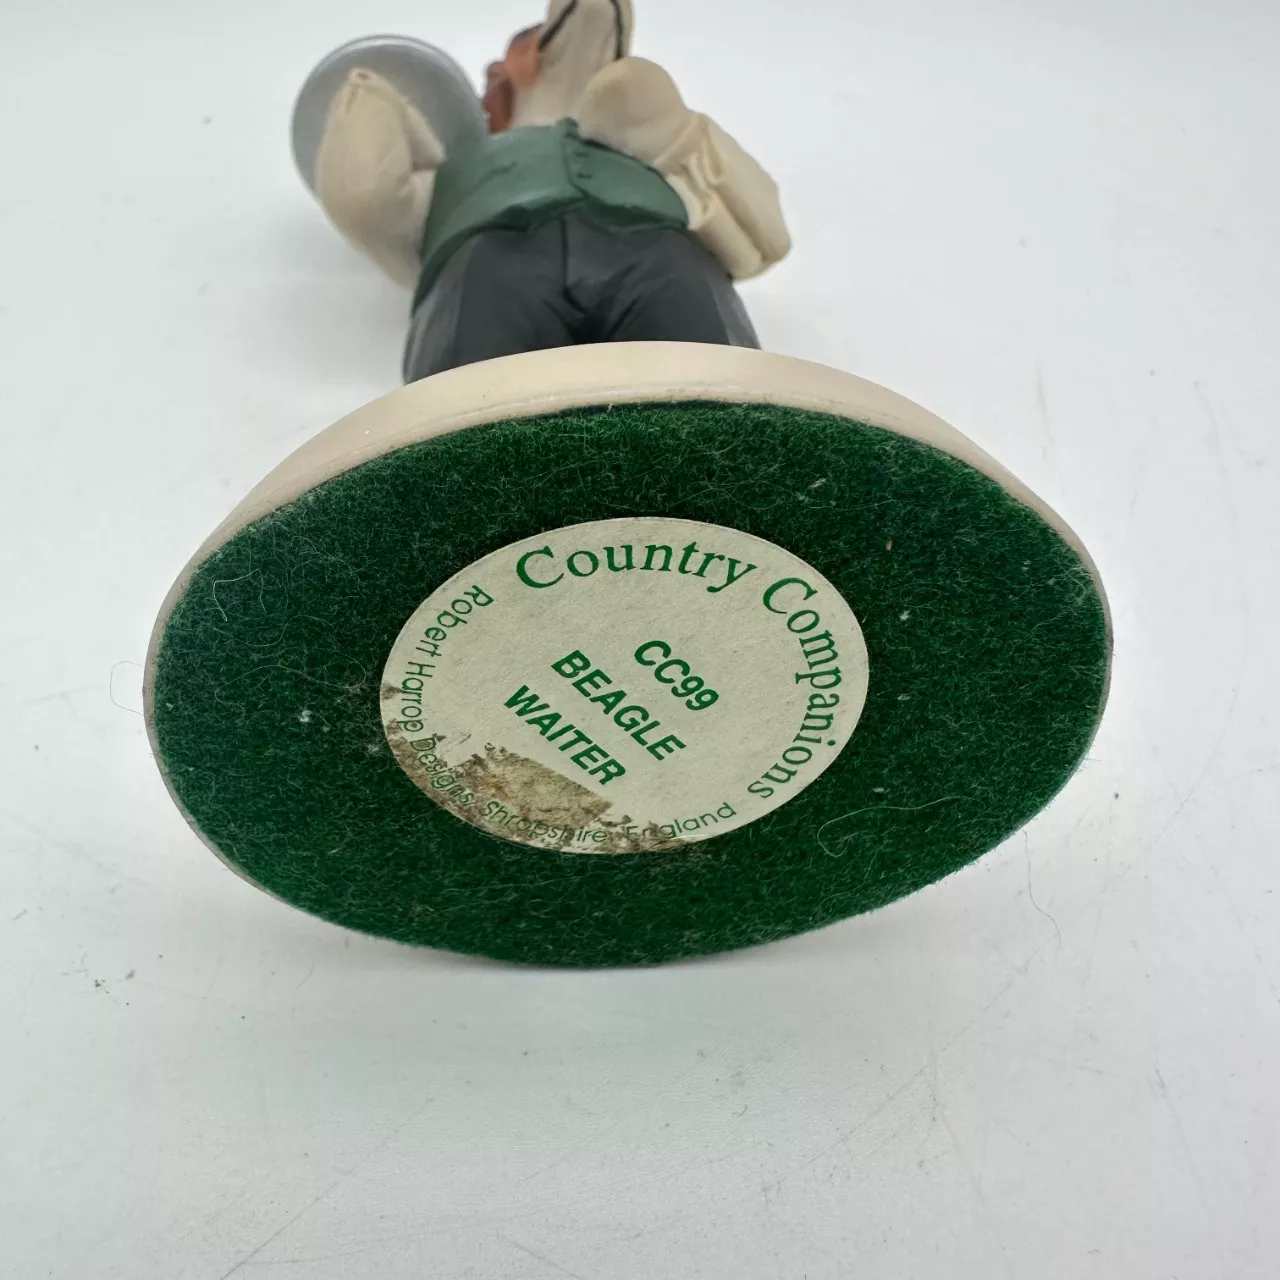 Country Companions
CC99
BEAGLE
WAITER
Robert Harrop Designs, Shropshire, England